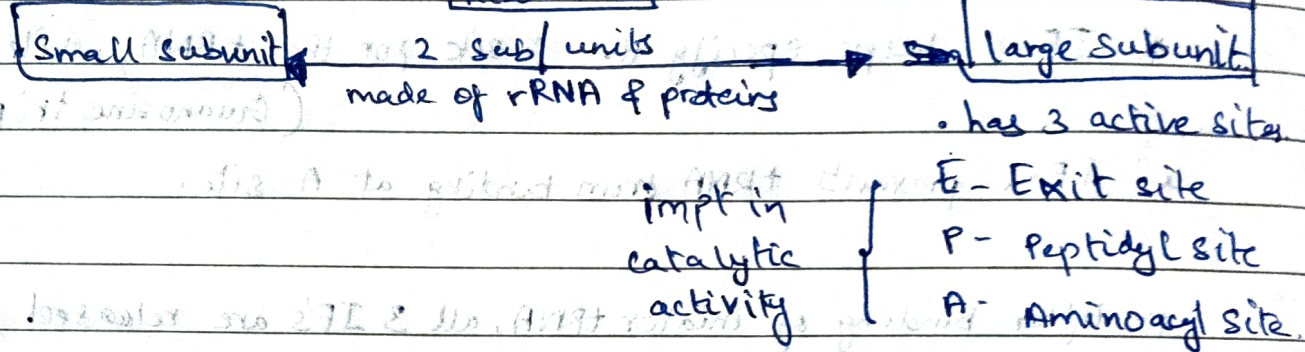 Small subunit 2 sub units large subunit
made of rRNA & proteins
• has 3 active sites.
E - Exit site
impt in
P - Peptidyl site
catalytic
activity
A - Aminoacyl site.